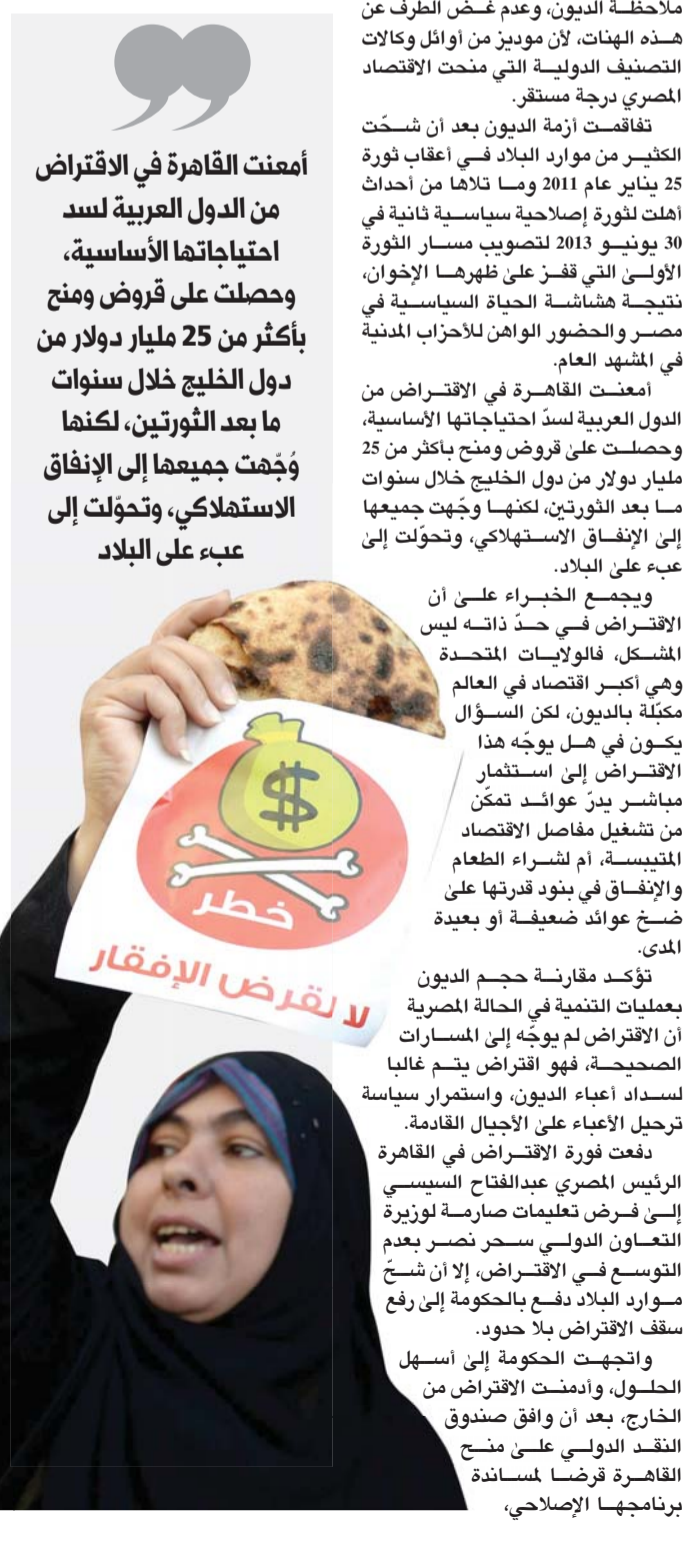 ملاحظة الديون، وعدم غض الطرف عن
هذه الهنات، لأن موديز من أوائل وكالات
التصنيف الدولية التي منحت الاقتصاد
المصري درجة مستقر.
تفاقمت أزمة الديون بعد أن شحّت
الكثير من موارد البلاد في أعقاب ثورة
25 يناير عام 2011 وما تلاها من أحداث
أهلت لثورة إصلاحية سياسية ثانية في
30 يونيو 2013 لتصويب مسار الثورة
الأولى التي قفز على ظهرها الإخوان،
نتيجة هشاشة الحياة السياسية في
مصر والحضور الواهن للأحزاب المدنية
في المشهد العام.
أمعنت القاهرة في الاقتراض من
الدول العربية لسدّ احتياجاتها الأساسية،
وحصلت على قروض ومنح بأكثر من 25
مليار دولار من دول الخليج خلال سنوات
ما بعد الثورتين، لكنها وجّهت جميعها
إلى الإنفاق الاستهلاكي، وتحوّلت إلى
عبء على البلاد.
ويجمع الخبراء على أن
الاقتراض في حدّ ذاته ليس
المشكل، فالولايات المتحدة
وهي أكبر اقتصاد في العالم
مكبّلة بالديون، لكن السؤال
يكون في هل يوجّه هذا
الاقتراض إلى استثمار
مباشر يدرّ عوائد تمكّن
من تشغيل مفاصل الاقتصاد
المتيبسة، أم لشراء الطعام
والإنفاق في بنود قدرتها على
ضخ عوائد ضعيفة أو بعيدة
المدى.
تؤكد مقارنة حجم الديون
بعمليات التنمية في الحالة المصرية
أن الاقتراض لم يوجّه إلى المسارات
الصحيحة، فهو اقتراض يتم غالبا
لسداد أعباء الديون، واستمرار سياسة
ترحيل الأعباء على الأجيال القادمة.
دفعت فورة الاقتراض في القاهرة
الرئيس المصري عبدالفتاح السيسي
إلى فرض تعليمات صارمة لوزيرة
التعاون الدولي سحر نصر بعدم
التوسع في الاقتراض، إلا أن شحّ
موارد البلاد دفع بالحكومة إلى رفع
سقف الاقتراض بلا حدود.
واتجهت الحكومة إلى أسهل
الحلول، وأدمنت الاقتراض من
الخارج، بعد أن وافق صندوق
النقد الدولي على منح
القاهرة قرضا لمساندة
برنامجها الإصلاحي،
أمعنت القاهرة في الاقتراض
من الدول العربية لسد
احتياجاتها الأساسية،
وحصلت على قروض ومنح
بأكثر من 25 مليار دولار من
دول الخليج خلال سنوات
ما بعد الثورتين، لكنها
وُجّهت جميعها إلى الإنفاق
الاستهلاكي، وتحوّلت إلى
عبء على البلاد
$
خطر
لا لقرض الإفقار